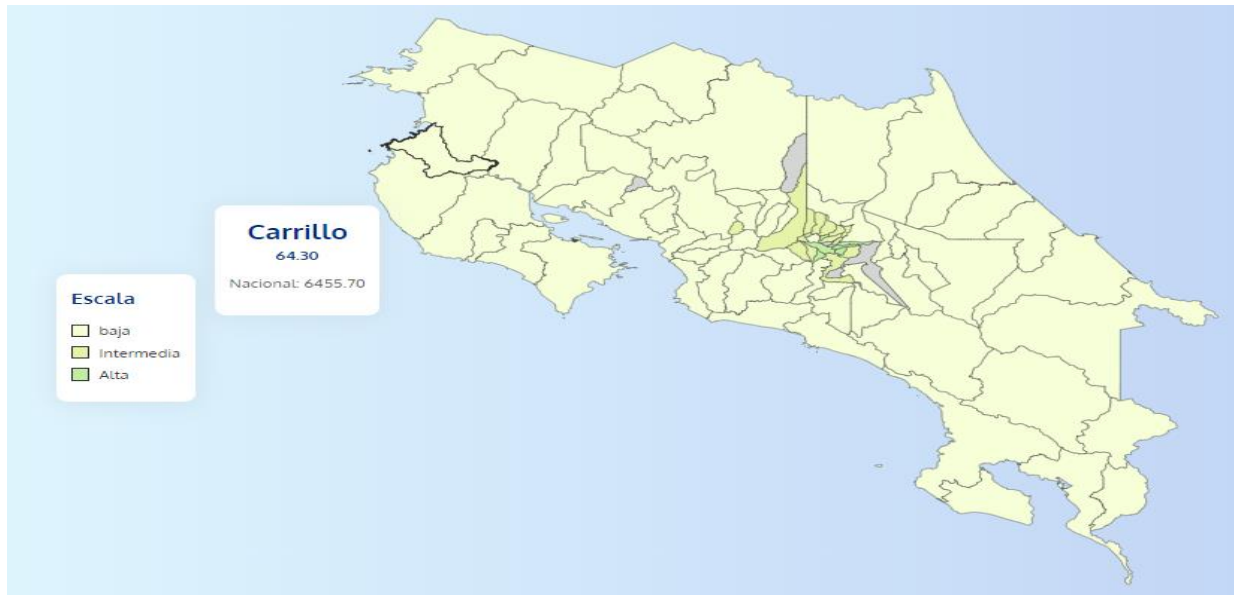 Carrillo
64.30
Nacional: 6455.70
Escala
baja
Intermedia
Alta